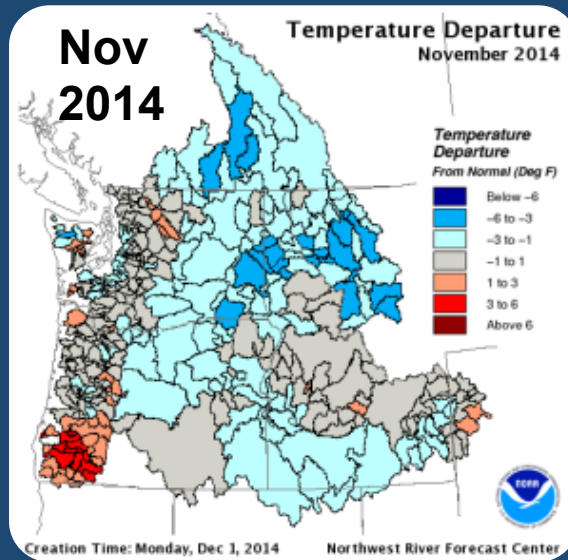 Nov
2014
Temperature Departure
November 2014
Temperature
Departure
From Normal (Deg F)
Below −6
−6 to −3
−3 to −1
−1 to 1
1 to 3
3 to 6
Above 6
NOAA
Creation Time: Monday, Dec 1, 2014
Northwest River Forecast Center